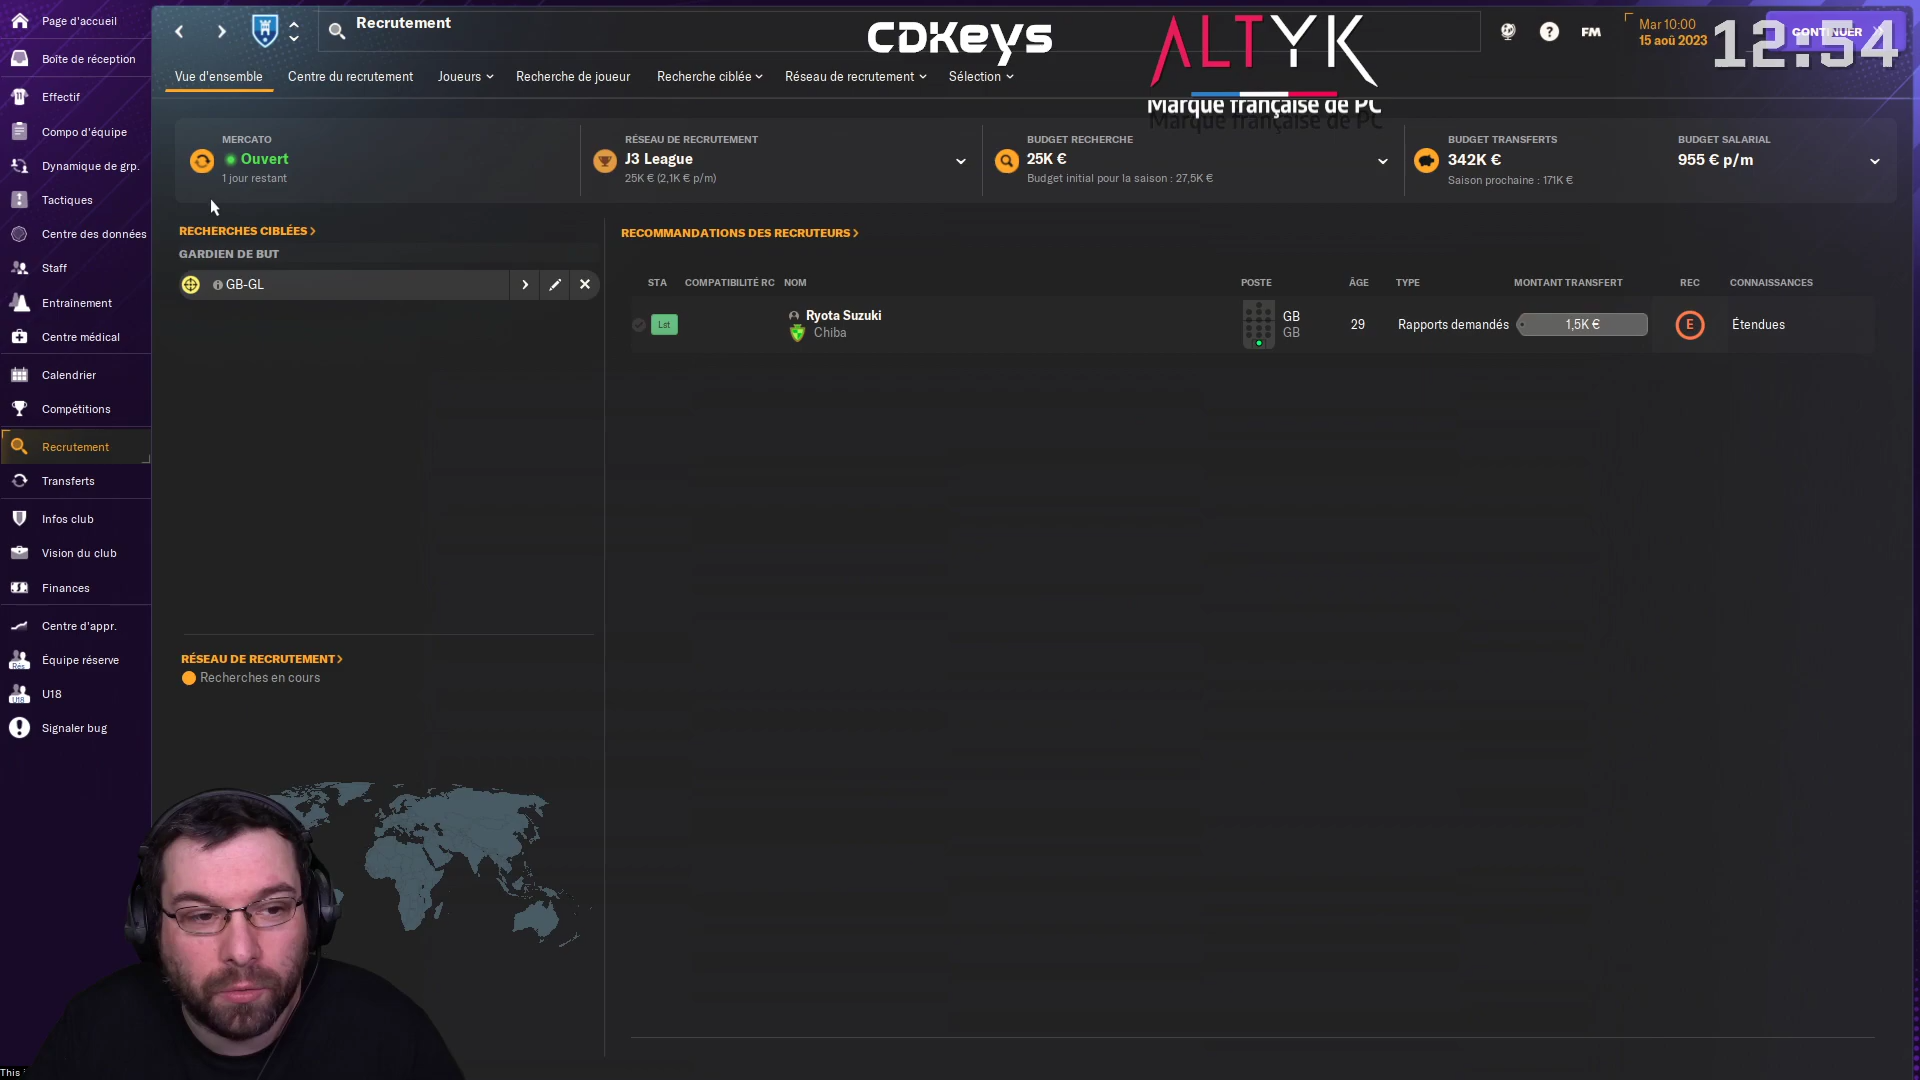 Page d'accueil
Boîte de réception
Effectif
Compo d'équipe
Dynamique de grp.
Tactiques
Centre des données
Staff
Entraînement
Centre médical
Calendrier
Compétitions
Recrutement
Transferts
Infos club
Vision du club
Finances
Centre d'appr.
Équipe réserve
U18
Signaler bug
This
Recrutement
CDKeys
ALTYK
Marque française de PC
FM
Mar 10:00
15 aoû 2023
CONTINUER
12:54
Vue d'ensemble Centre du recrutement Joueurs Recherche de joueur Recherche ciblée Réseau de recrutement Sélection
MERCATO
Ouvert
1 jour restant
RÉSEAU DE RECRUTEMENT
J3 League
25K € (2,1K € p/m)
BUDGET RECHERCHE
25K €
Budget initial pour la saison : 27,5K €
BUDGET TRANSFERTS
342K €
Saison prochaine : 171K €
BUDGET SALARIAL
955 € p/m
RECHERCHES CIBLÉES >
GARDIEN DE BUT
GB-GL
RÉSEAU DE RECRUTEMENT >
Recherches en cours
RECOMMANDATIONS DES RECRUTEURS >
STA COMPATIBILITÉ RC NOM POSTE ÂGE TYPE MONTANT TRANSFERT REC CONNAISSANCES
Lst Ryota Suzuki GB 29 Rapports demandés 1,5K € E Étendues
Chiba GB